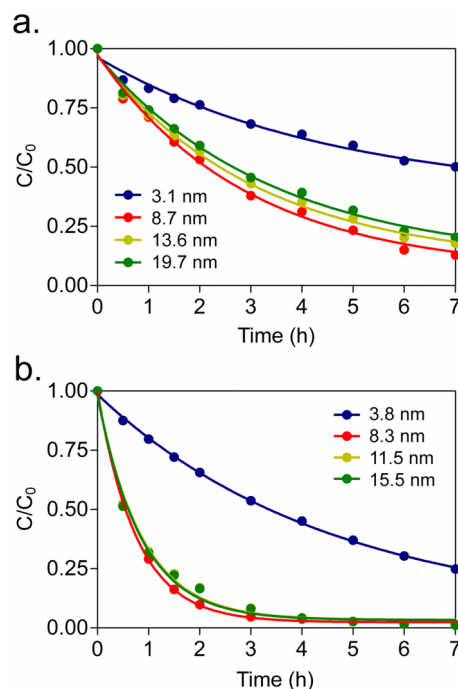 a.
1.00
0.75
0.50
0.25
0.00
C/C0
3.1 nm
8.7 nm
13.6 nm
19.7 nm
0 1 2 3 4 5 6 7
Time (h)
b.
1.00
0.75
0.50
0.25
0.00
C/C0
3.8 nm
8.3 nm
11.5 nm
15.5 nm
0 1 2 3 4 5 6 7
Time (h)